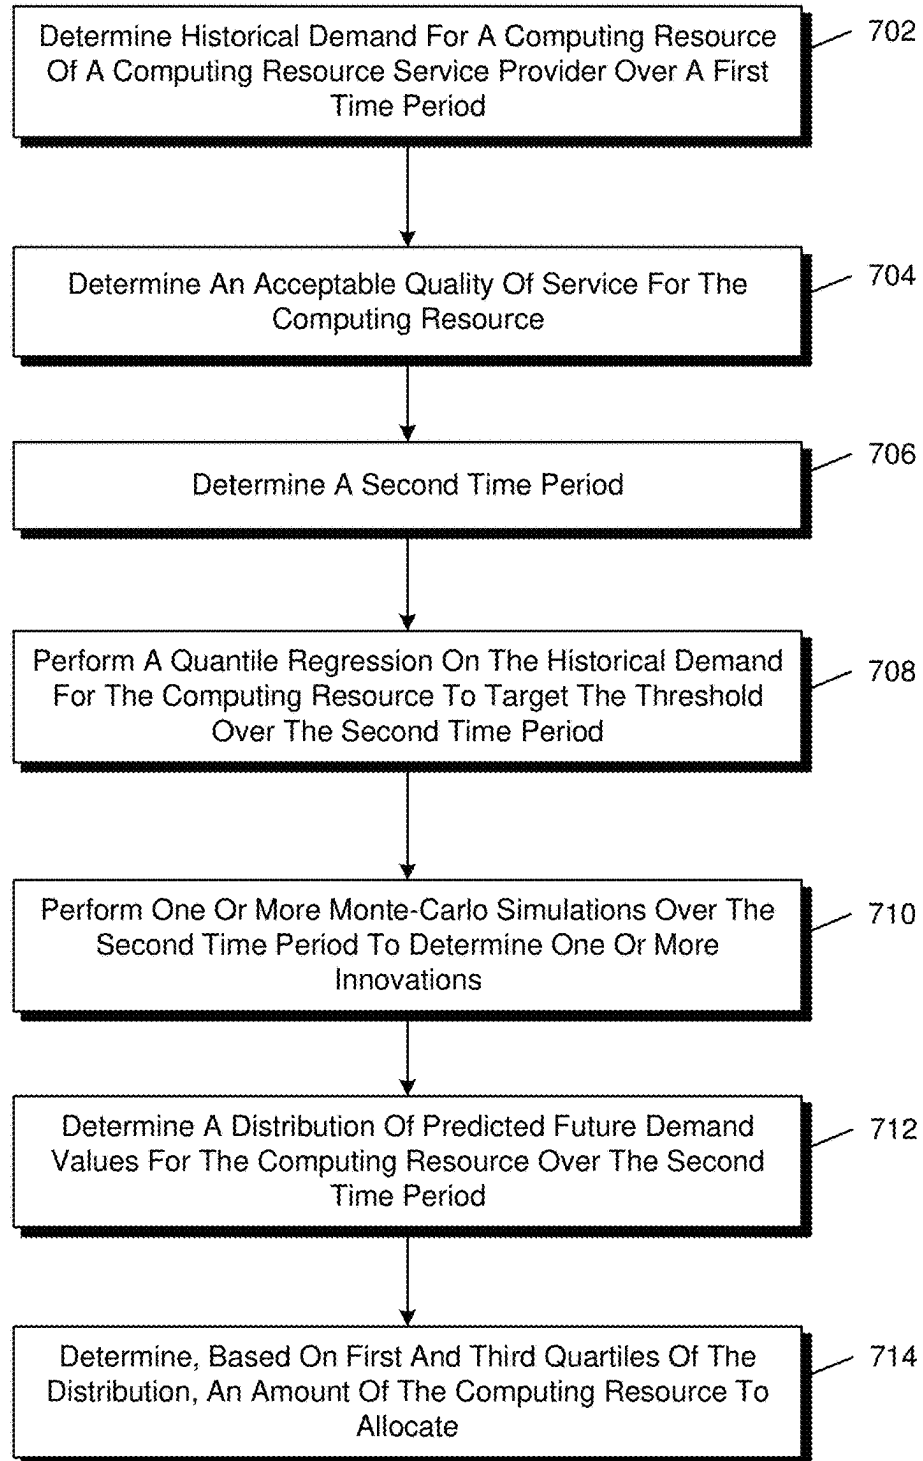 Determine Historical Demand For A Computing Resource
Of A Computing Resource Service Provider Over A First
Time Period
702
Determine An Acceptable Quality Of Service For The
Computing Resource
704
Determine A Second Time Period
706
Perform A Quantile Regression On The Historical Demand
For The Computing Resource To Target The Threshold
Over The Second Time Period
708
Perform One Or More Monte-Carlo Simulations Over The
Second Time Period To Determine One Or More
Innovations
710
Determine A Distribution Of Predicted Future Demand
Values For The Computing Resource Over The Second
Time Period
712
Determine, Based On First And Third Quartiles Of The
Distribution, An Amount Of The Computing Resource To
Allocate
714